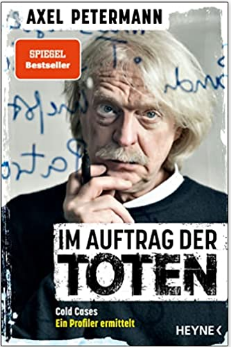 AXEL PETERMANN
SPIEGEL
Bestseller
IM AUFTRAG DER
TOTEN
Cold Cases
Ein Profiler ermittelt
HEYNE